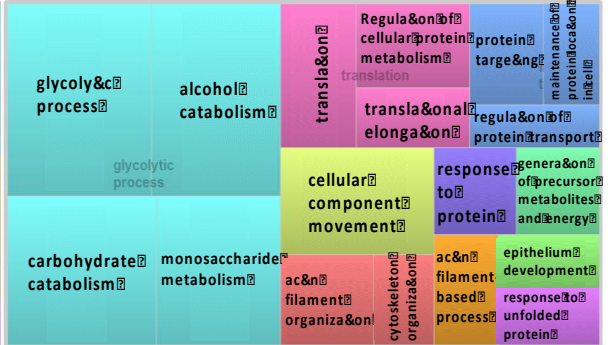 glycoly&c⍰
process⍰
alcohol⍰
catabolism⍰
glycolytic
process
carbohydrate⍰
catabolism⍰
monosaccharide⍰
metabolism⍰
transla&on⍰
Regula&on⍰of⍰
cellular⍰protein⍰
metabolism⍰
translation
transla&onal⍰
elonga&on⍰
protein⍰
targe&ng⍰
maintenance⍰of⍰
protein⍰loca&on⍰
in⍰cell⍰
regula&on⍰of⍰
protein⍰transport⍰
cellular⍰
component⍰
movement⍰
response⍰
to⍰
protein⍰
genera&on⍰
of⍰precursor⍰
metabolites⍰
and⍰energy⍰
ac&n⍰
filament⍰
organiza&on⍰
cytoskeleton⍰
organiza&on⍰
ac&n⍰
filament-
based⍰
process⍰
epithelium⍰
development⍰
response⍰to⍰
unfolded⍰
protein⍰